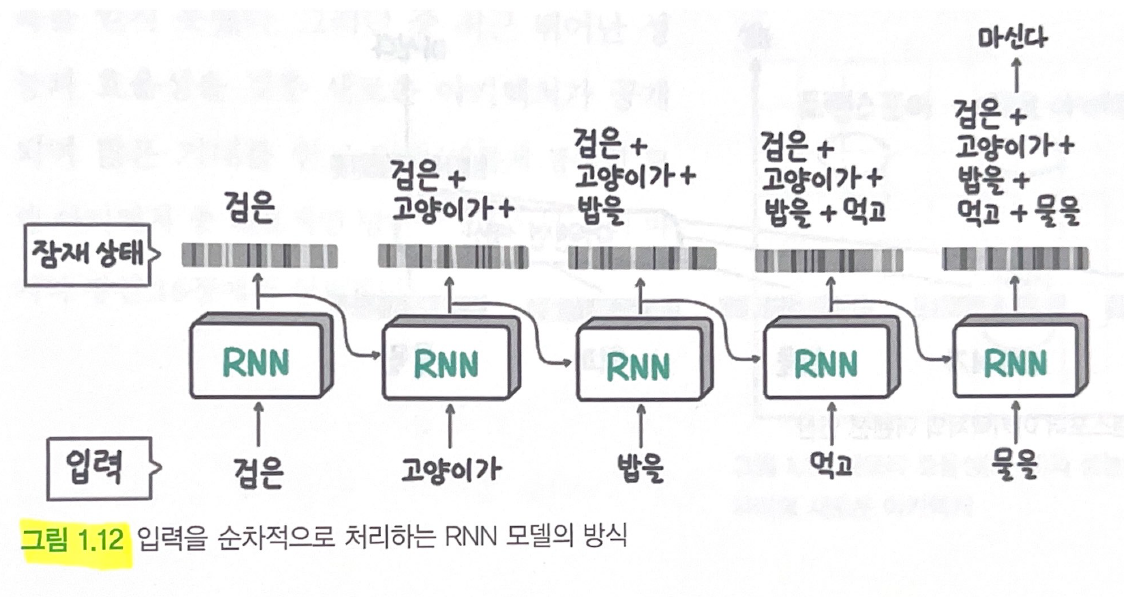 마신다
검은 +
고양이가 +
밥을 +
먹고 + 물을
검은 +
고양이가 +
밥을 + 먹고
검은 +
고양이가 +
밥을
검은 +
고양이가 +
검은
잠재 상태
RNN RNN RNN RNN RNN
입력 검은 고양이가 밥을 먹고 물을
그림 1.12 입력을 순차적으로 처리하는 RNN 모델의 방식